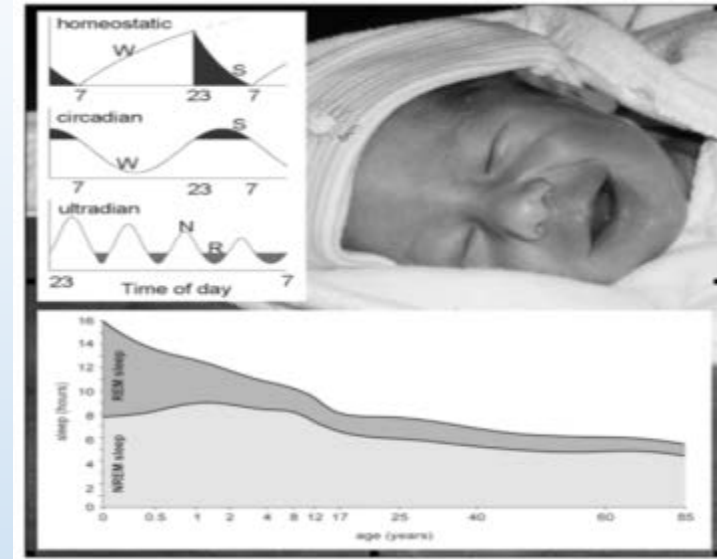 homeostatic
W
S
7 23 7
circadian
S
W
7 23 7
ultradian
N
R
23 7
Time of day
16
14
12
10
8
6
4
2
0
sleep (hours)
REM sleep
NREM sleep
0 0.5 1 2 4 8 12 17 25 40 60 85
age (years)